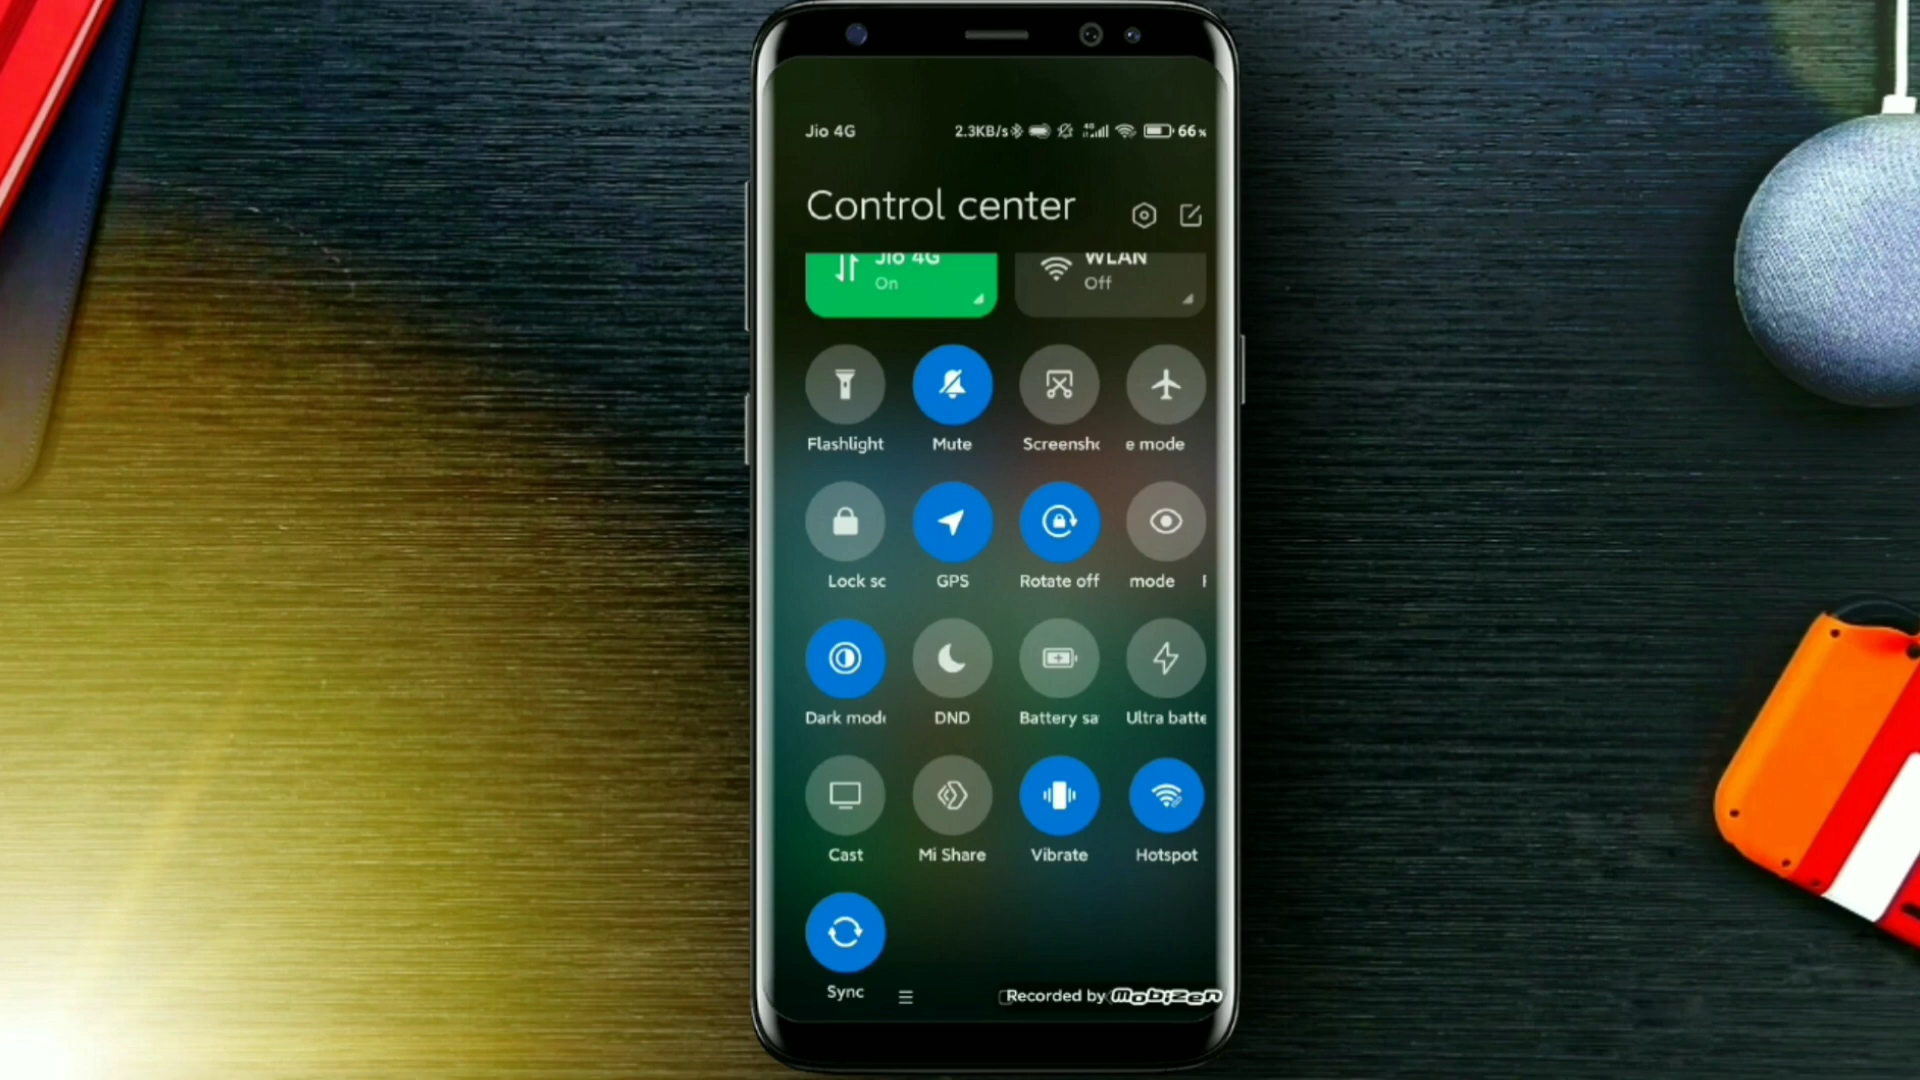 Jio 4G 2.3KB/s 4G 66%
Control center
Jio 4G WLAN
On Off
Flashlight Mute Screensho e mode
Lock sc GPS Rotate off mode
Dark mode DND Battery sa Ultra batte
Cast Mi Share Vibrate Hotspot
Sync
Recorded by Mobizen